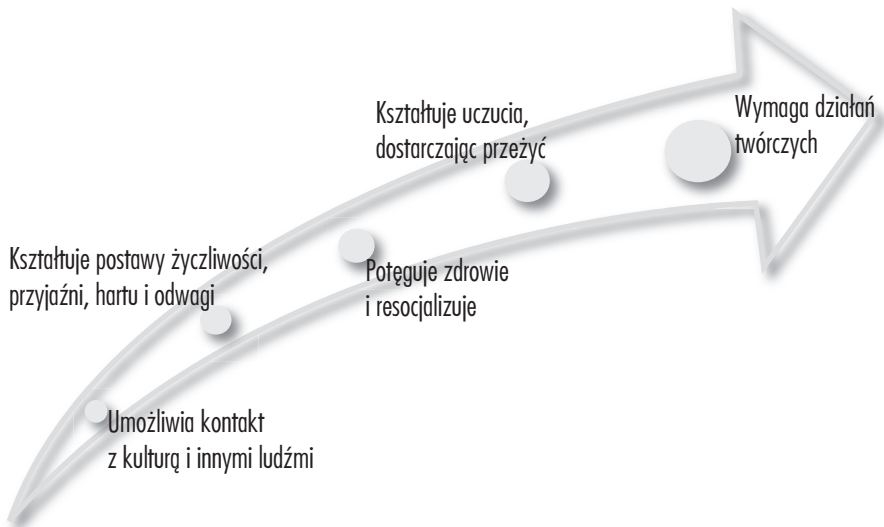 Kształtuje uczucia,
dostarczając przeżyć
Wymaga działań
twórczych
Kształtuje postawy życzliwości,
przyjaźni, hartu i odwagi
Potęguje zdrowie
i resocjalizuje
Umożliwia kontakt
z kulturą i innymi ludźmi